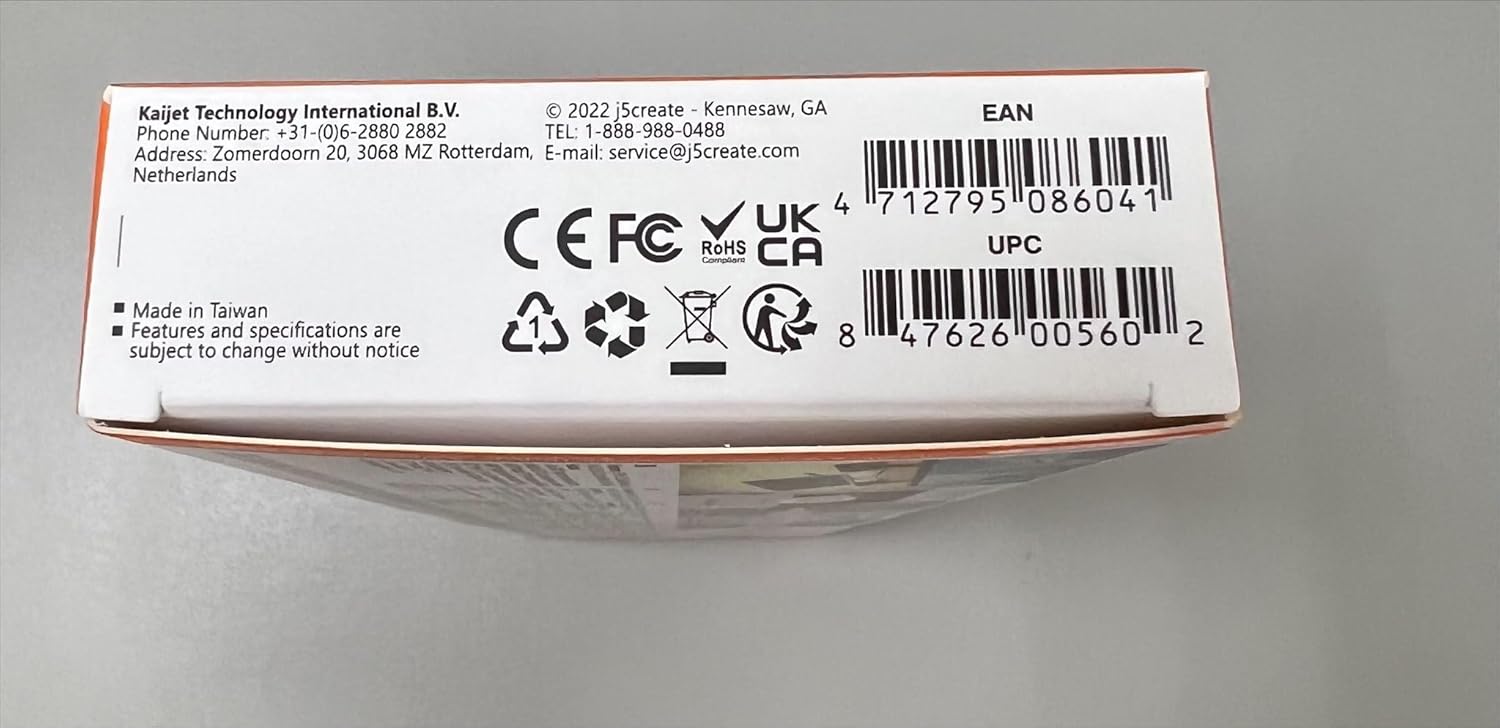 Kaijet Technology International B.V.
Phone Number: +31-(0)6-2880 2882
Address: Zomerdoorn 20, 3068 MZ Rotterdam,
Netherlands
© 2022 j5create - Kennesaw, GA
TEL: 1-888-988-0488
E-mail: service@j5create.com
EAN
4 712795 086041
UPC
8 47626 00560 2
CE FC RoHS Compliant UK CA
1
■ Made in Taiwan
■ Features and specifications are
subject to change without notice